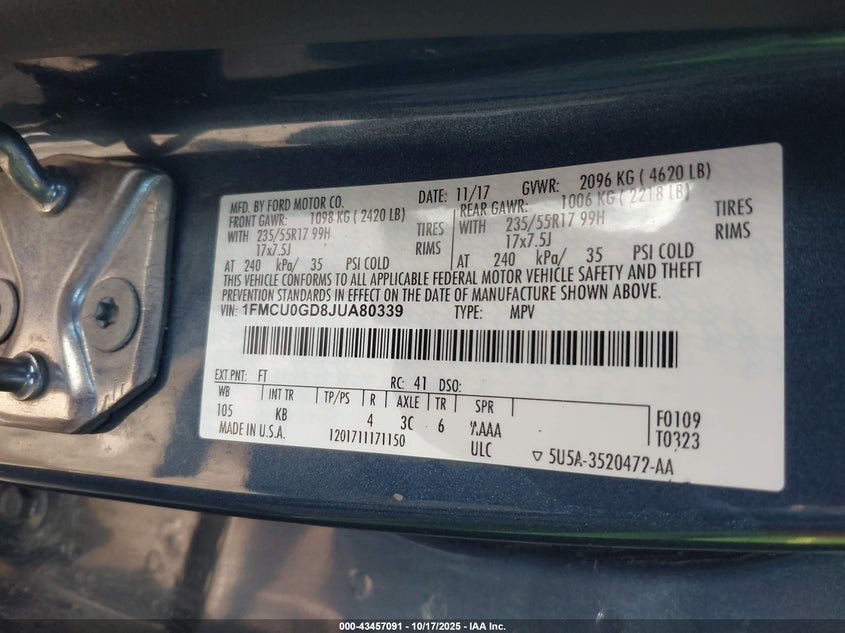 MFD. BY FORD MOTOR CO. DATE: 11/17 GVWR: 2096 KG ( 4620 LB)
FRONT GAWR: 1098 KG ( 2420 LB) REAR GAWR: 1006 KG ( 2218 LB)
WITH 235/55R17 99H TIRES WITH 235/55R17 99H TIRES
17x7.5J RIMS 17x7.5J RIMS
AT 240 kPa/ 35 PSI COLD AT 240 kPa/ 35 PSI COLD
THIS VEHICLE CONFORMS TO ALL APPLICABLE FEDERAL MOTOR VEHICLE SAFETY AND THEFT
PREVENTION STANDARDS IN EFFECT ON THE DATE OF MANUFACTURE SHOWN ABOVE.
VIN: 1FMCU0GD8JUA80339 TYPE: MPV
EXT PNT: FT RC: 41 DSO:
WB INT TR TP/PS R AXLE TR SPR
105 KB 4 3C 6 F0109
MADE IN U.S.A. 1201711171150 ULC T0323
5U5A-3520472-AA
000-43457091 | 10/17/2025 - IAA Inc.